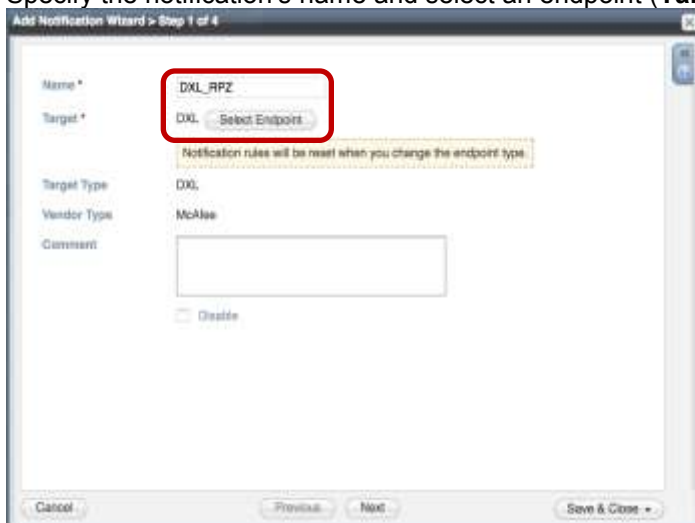 Specify the notification's name and select an endpoint (
Add Notification Wizard > Step 1 of 4
Name * DXL_RPZ
Target * DXL Select Endpoint
Notification rules will be reset when you change the endpoint type.
Target Type DXL
Vendor Type McAfee
Comment
Disable
Cancel Previous Next Save & Close